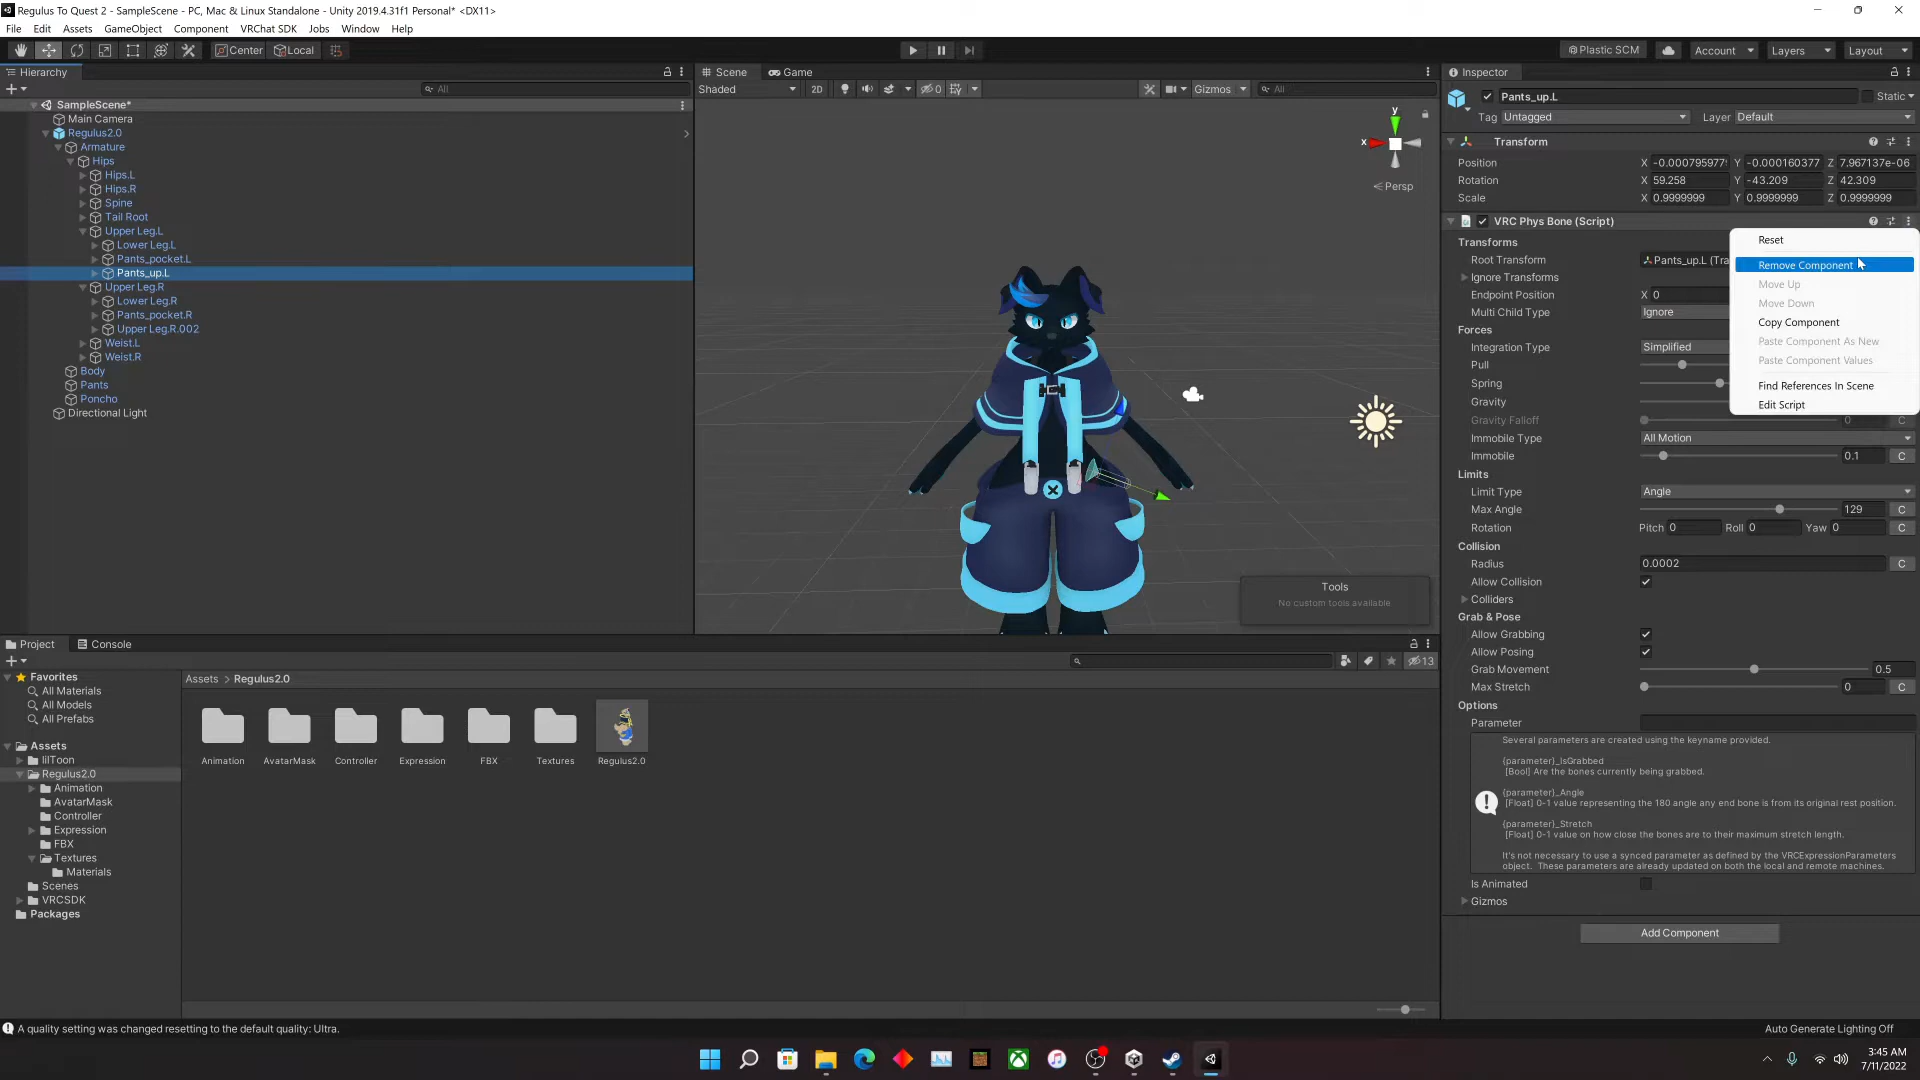 Regulus To Quest 2 - SampleScene - PC, Mac & Linux Standalone - Unity 2019.4.31f1 Personal* <DX11>
File Edit Assets GameObject Component VRChat SDK Jobs Window Help
Center Local Plastic SCM Account Layers Layout
Hierarchy
All
SampleScene*
Main Camera
Regulus2.0
Armature
Hips
Hips.L
Hips.R
Spine
Tail Root
Upper Leg.L
Lower Leg.L
Pants_pocket.L
Pants_up.L
Upper Leg.R
Lower Leg.R
Pants_pocket.R
Upper Leg.R.002
Weist.L
Weist.R
Body
Pants
Poncho
Directional Light
Scene Game
Shaded 2D 0 Gizmos All
y
x
Persp
Tools
No custom tools available
Inspector
Pants_up.L Static
Tag Untagged Layer Default
Transform
Position X -0.000795977 Y -0.000160377 Z 7.967137e-06
Rotation X 59.258 Y -43.209 Z 42.309
Scale X 0.9999999 Y 0.9999999 Z 0.9999999
VRC Phys Bone (Script)
Transforms
Root Transform Pants_up.L (Tra
Ignore Transforms
Endpoint Position X 0
Multi Child Type Ignore
Forces
Integration Type Simplified
Pull
Spring
Gravity
Gravity Falloff 0 C
Immobile Type All Motion
Immobile 0.1 C
Limits
Limit Type Angle
Max Angle 129 C
Rotation Pitch 0 Roll 0 Yaw 0 C
Collision
Radius 0.0002 C
Allow Collision
Colliders
Grab & Pose
Allow Grabbing
Allow Posing
Grab Movement 0.5
Max Stretch 0 C
Options
Parameter
Several parameters are created using the keyname provided.
{parameter}_IsGrabbed
[Bool] Are the bones currently being grabbed.
{parameter}_Angle
[Float] 0-1 value representing the 180 angle any end bone is from its original rest position.
{parameter}_Stretch
[Float] 0-1 value on how close the bones are to their maximum stretch length.
It's not necessary to use a synced parameter as defined by the VRCExpressionParameters
object. These parameters are already updated on both the local and remote machines.
Is Animated
Gizmos
Add Component
Reset
Remove Component
Move Up
Move Down
Copy Component
Paste Component As New
Paste Component Values
Find References In Scene
Edit Script
Project Console
13
Favorites
All Materials
All Models
All Prefabs
Assets
lilToon
Regulus2.0
Animation
AvatarMask
Controller
Expression
FBX
Textures
Materials
Scenes
VRCSDK
Packages
Assets > Regulus2.0
Animation AvatarMask Controller Expression FBX Textures Regulus2.0
A quality setting was changed resetting to the default quality: Ultra.
Auto Generate Lighting Off
3:45 AM
7/11/2022